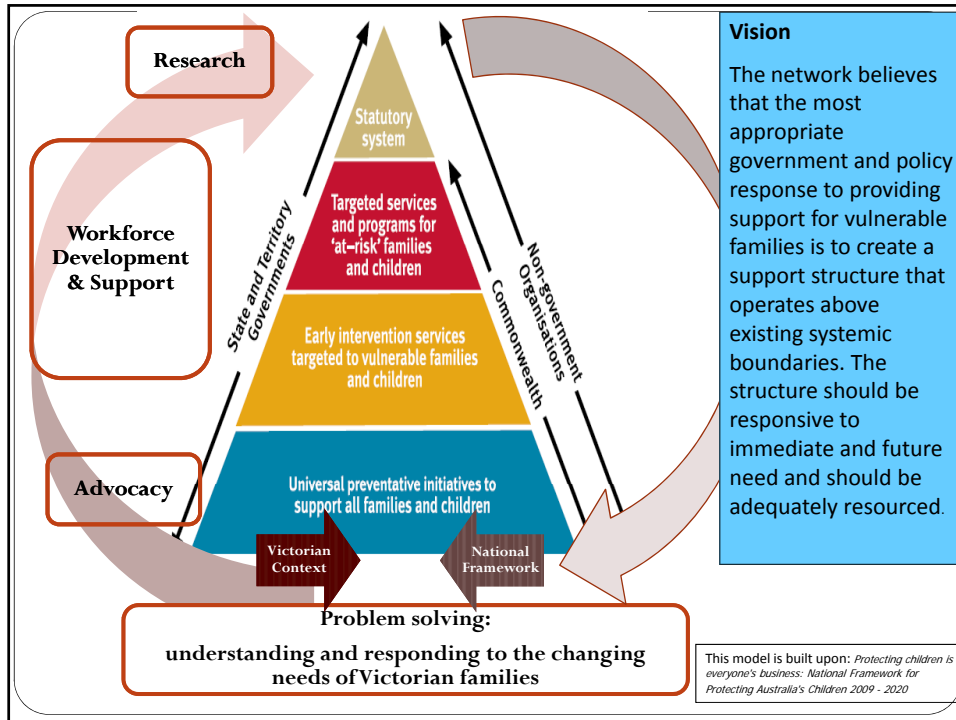 Research
Workforce
Development
& Support
Advocacy
State and Territory
Governments
Statutory
system
Targeted services
and programs for
‘at–risk’ families
and children
Early intervention services
targeted to vulnerable families
and children
Universal preventative initiatives to
support all families and children
Commonwealth
Non-government
Organisations
Victorian
Context
National
Framework
Problem solving:
understanding and responding to the changing
needs of Victorian families
Vision
The network believes
that the most
appropriate
government and policy
response to providing
support for vulnerable
families is to create a
support structure that
operates above
existing systemic
boundaries. The
structure should be
responsive to
immediate and future
need and should be
adequately resourced.
This model is built upon: Protecting children is
everyone's business: National Framework for
Protecting Australia's Children 2009 - 2020